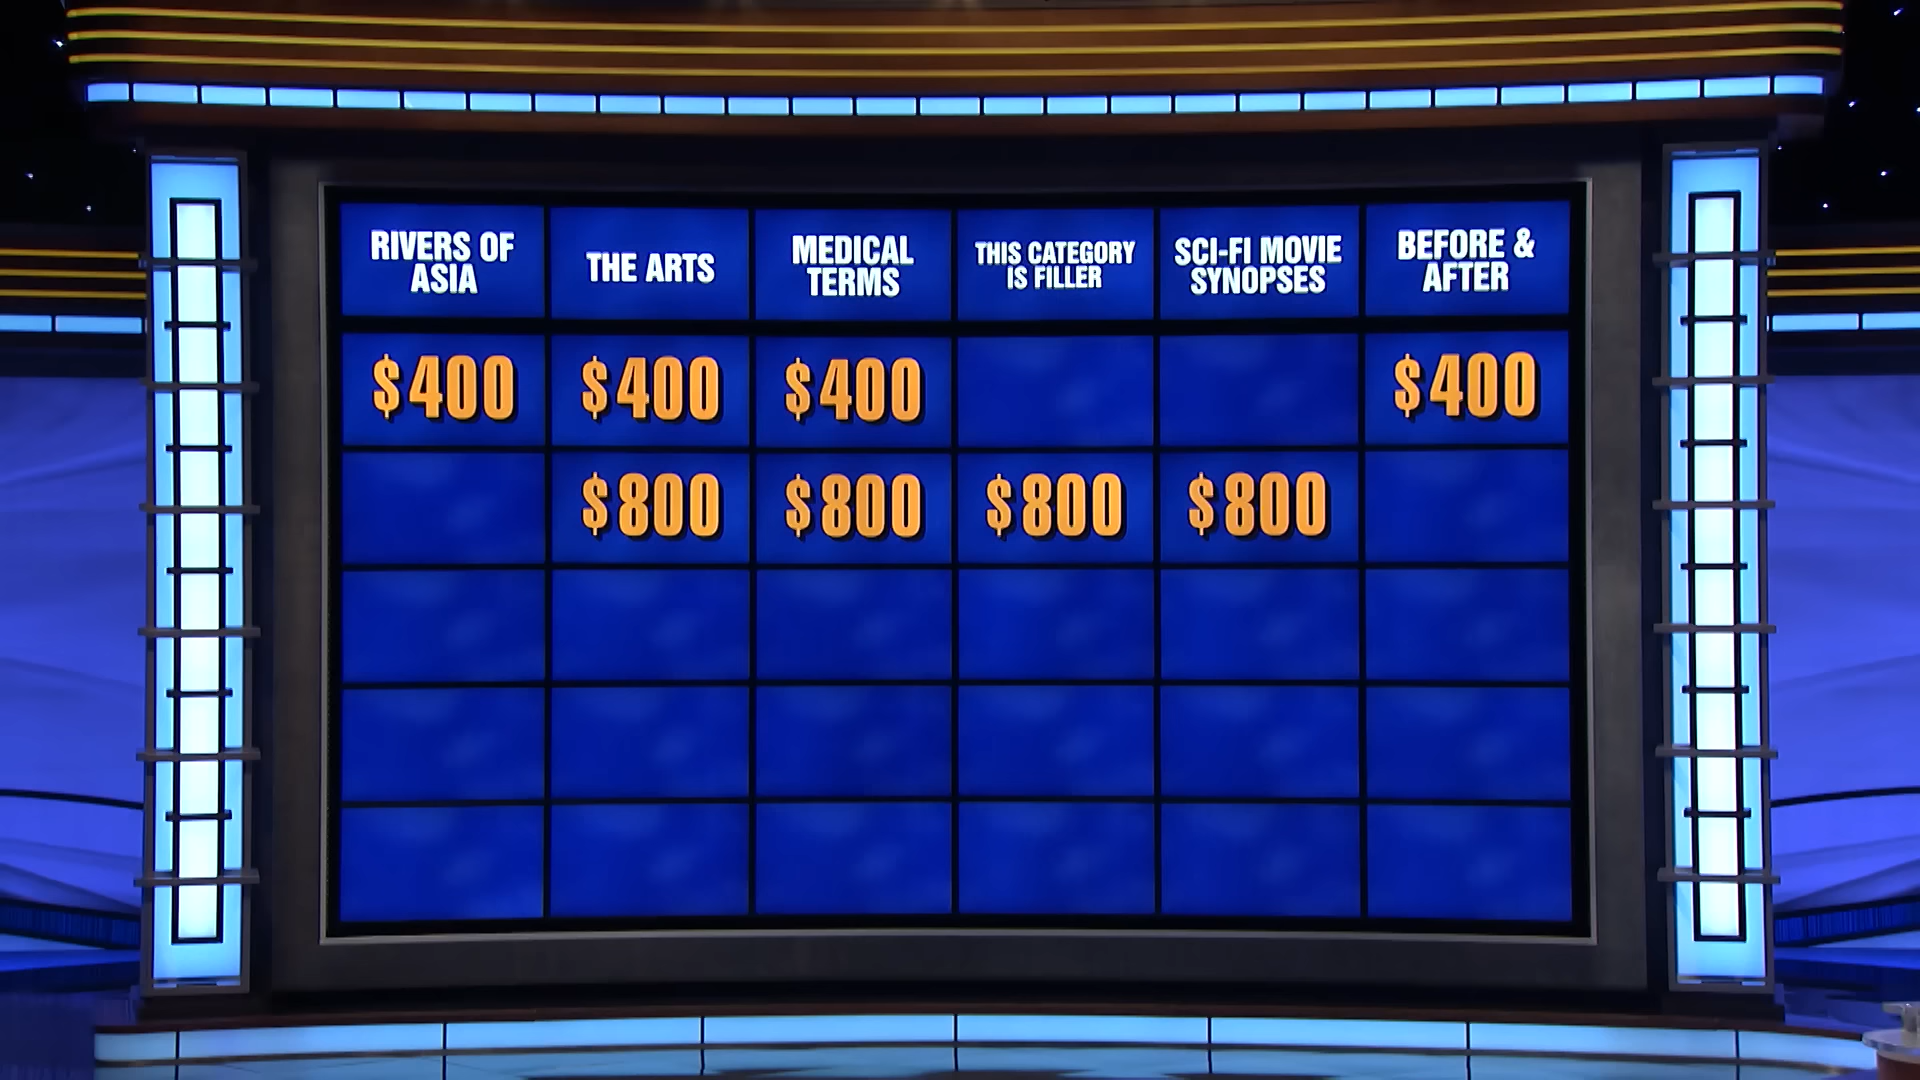 RIVERS OF
ASIA
THE ARTS
MEDICAL
TERMS
THIS CATEGORY
IS FILLER
SCI-FI MOVIE
SYNOPSES
BEFORE &
AFTER
$400
$400
$400
$400
$800
$800
$800
$800